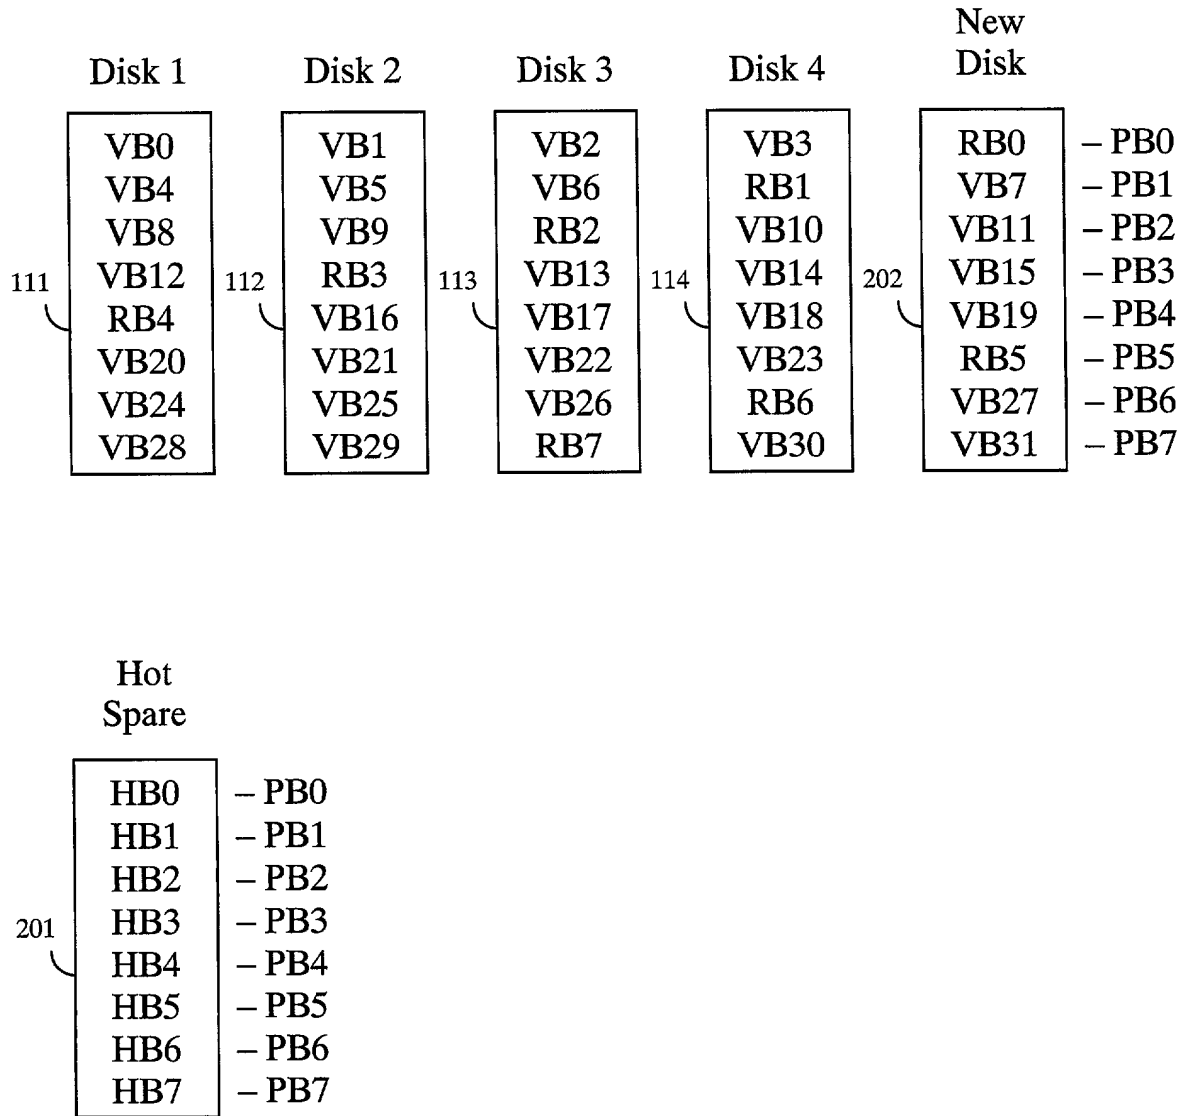 New
Disk 1 Disk 2 Disk 3 Disk 4 Disk
VB0 VB1 VB2 VB3 RB0 – PB0
VB4 VB5 VB6 RB1 VB7 – PB1
VB8 VB9 RB2 VB10 VB11 – PB2
111 VB12 112 RB3 113 VB13 114 VB14 202 VB15 – PB3
RB4 VB16 VB17 VB18 VB19 – PB4
VB20 VB21 VB22 VB23 RB5 – PB5
VB24 VB25 VB26 RB6 VB27 – PB6
VB28 VB29 RB7 VB30 VB31 – PB7
Hot
Spare
HB0 – PB0
HB1 – PB1
HB2 – PB2
201 HB3 – PB3
HB4 – PB4
HB5 – PB5
HB6 – PB6
HB7 – PB7